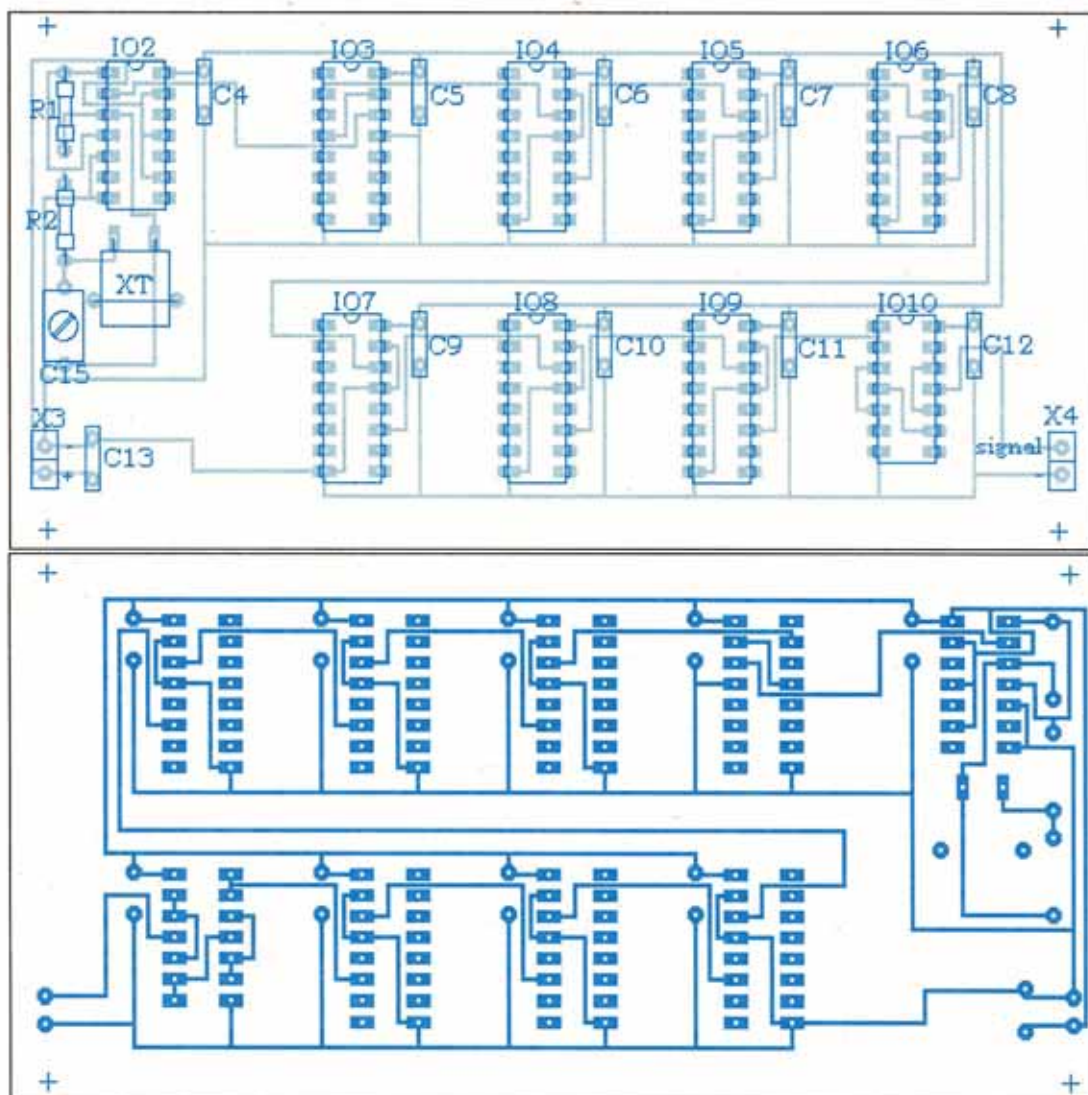 IO2 IO3 IO4 IO5 IO6
R1 C4 C5 C6 C7 C8
R2
XT
IO7 IO8 IO9 IO10
C15 C9 C10 C11 C12
X3 X4
C13 signal
+